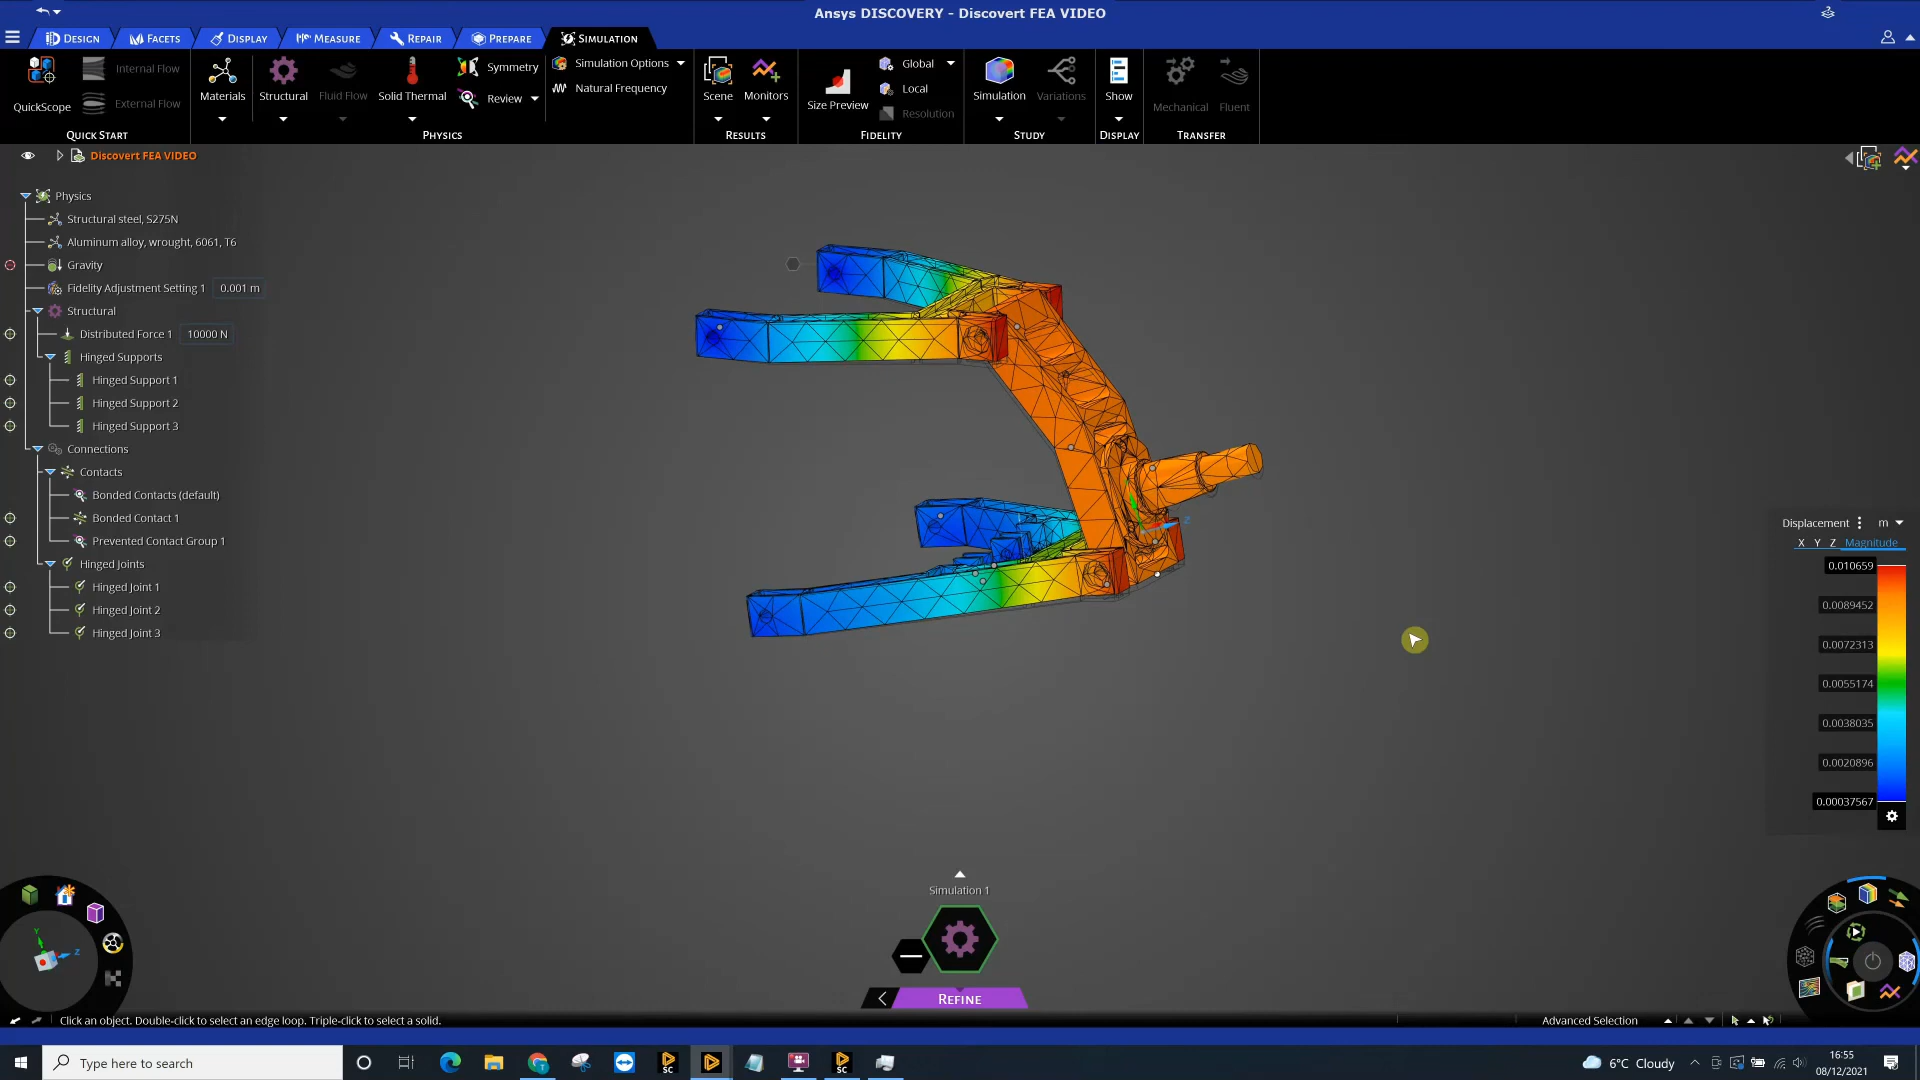 Ansys DISCOVERY - Discovert FEA VIDEO
DESIGN FACETS DISPLAY MEASURE REPAIR PREPARE SIMULATION
QuickScope
Internal Flow
External Flow
QUICK START
Materials
Structural
Fluid Flow
Solid Thermal
Symmetry
Review
Simulation Options
Natural Frequency
PHYSICS
Scene
Monitors
RESULTS
Size Preview
Global
Local
Resolution
FIDELITY
Simulation
Variations
STUDY
Show
DISPLAY
Mechanical
Fluent
TRANSFER
Discovert FEA VIDEO
Physics
Structural steel, S275N
Aluminum alloy, wrought, 6061, T6
Gravity
Fidelity Adjustment Setting 1 0.001 m
Structural
Distributed Force 1 10000 N
Hinged Supports
Hinged Support 1
Hinged Support 2
Hinged Support 3
Connections
Contacts
Bonded Contacts (default)
Bonded Contact 1
Prevented Contact Group 1
Hinged Joints
Hinged Joint 1
Hinged Joint 2
Hinged Joint 3
Z
Displacement m
X Y Z Magnitude
0.010659
0.0089452
0.0072313
0.0055174
0.0038035
0.0020896
0.00037567
Y
Z
Simulation 1
REFINE
Click an object. Double-click to select an edge loop. Triple-click to select a solid.
Advanced Selection
Type here to search
SC
SC
6°C Cloudy
16:55
08/12/2021